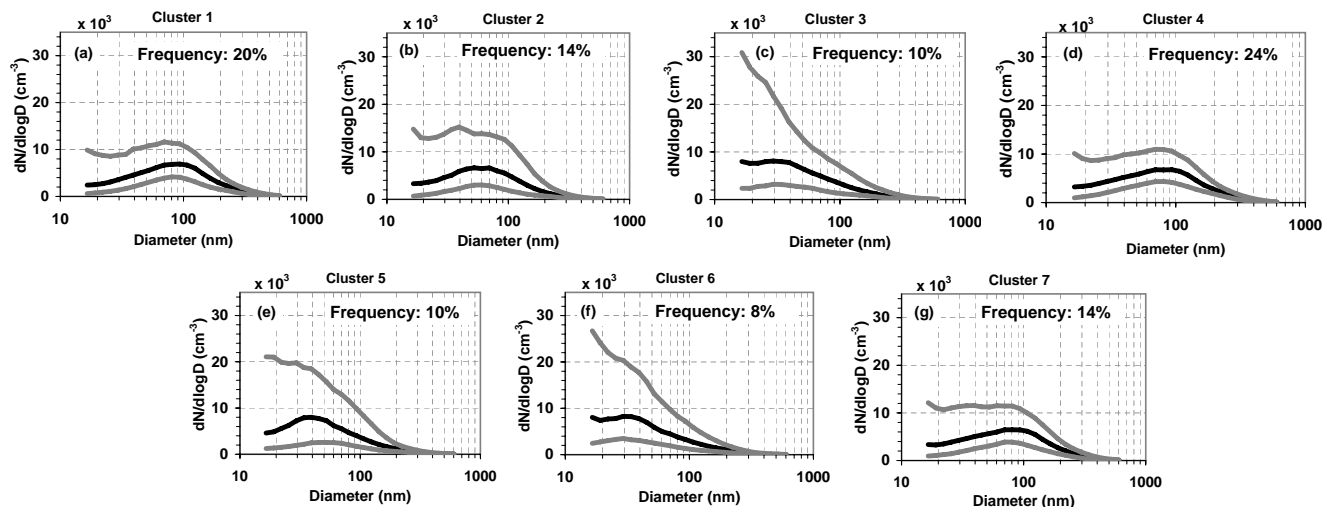 Cluster 1
x 10³
(a)
Frequency: 20%
dN/dlogD (cm⁻³)
30
20
10
0
10
100
1000
Diameter (nm)
Cluster 2
x 10³
(b)
Frequency: 14%
dN/dlogD (cm⁻³)
30
20
10
0
10
100
1000
Diameter (nm)
Cluster 3
x 10³
(c)
Frequency: 10%
dN/dlogD (cm⁻³)
30
20
10
0
10
100
1000
Diameter (nm)
Cluster 4
x 10³
(d)
Frequency: 24%
dN/dlogD (cm⁻³)
30
20
10
0
10
100
1000
Diameter (nm)
Cluster 5
x 10³
(e)
Frequency: 10%
dN/dlogD (cm⁻³)
30
20
10
0
10
100
1000
Diameter (nm)
Cluster 6
x 10³
(f)
Frequency: 8%
dN/dlogD (cm⁻³)
30
20
10
0
10
100
1000
Diameter (nm)
Cluster 7
x 10³
(g)
Frequency: 14%
dN/dlogD (cm⁻³)
30
20
10
0
10
100
1000
Diameter (nm)